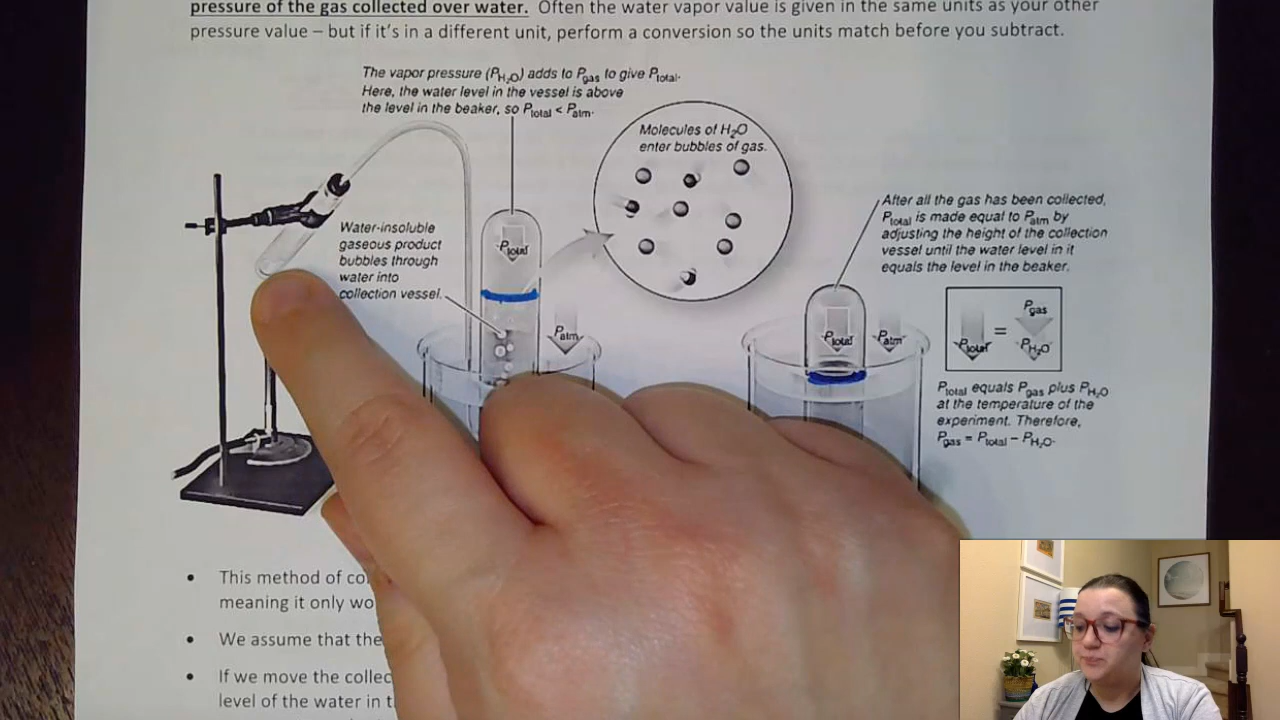 pressure of the gas collected over water. Often the water vapor value is given in the same units as your other
pressure value – but if it's in a different unit, perform a conversion so the units match before you subtract.
The vapor pressure (PH₂O) adds to Pgas to give Ptotal.
Here, the water level in the vessel is above
the level in the beaker, so Ptotal < Patm.
Molecules of H₂O
enter bubbles of gas.
Water-insoluble
gaseous product
bubbles through
water into
collection vessel.
Ptotal
Patm
After all the gas has been collected,
Ptotal is made equal to Patm by
adjusting the height of the collection
vessel until the water level in it
equals the level in the beaker.
Ptotal
Patm
Pgas
Ptotal = PH₂O
Ptotal equals Pgas plus PH₂O
at the temperature of the
experiment. Therefore,
Pgas = Ptotal – PH₂O.
• This method of
meaning it only
• We assume that the
• If we move the
level of the water in